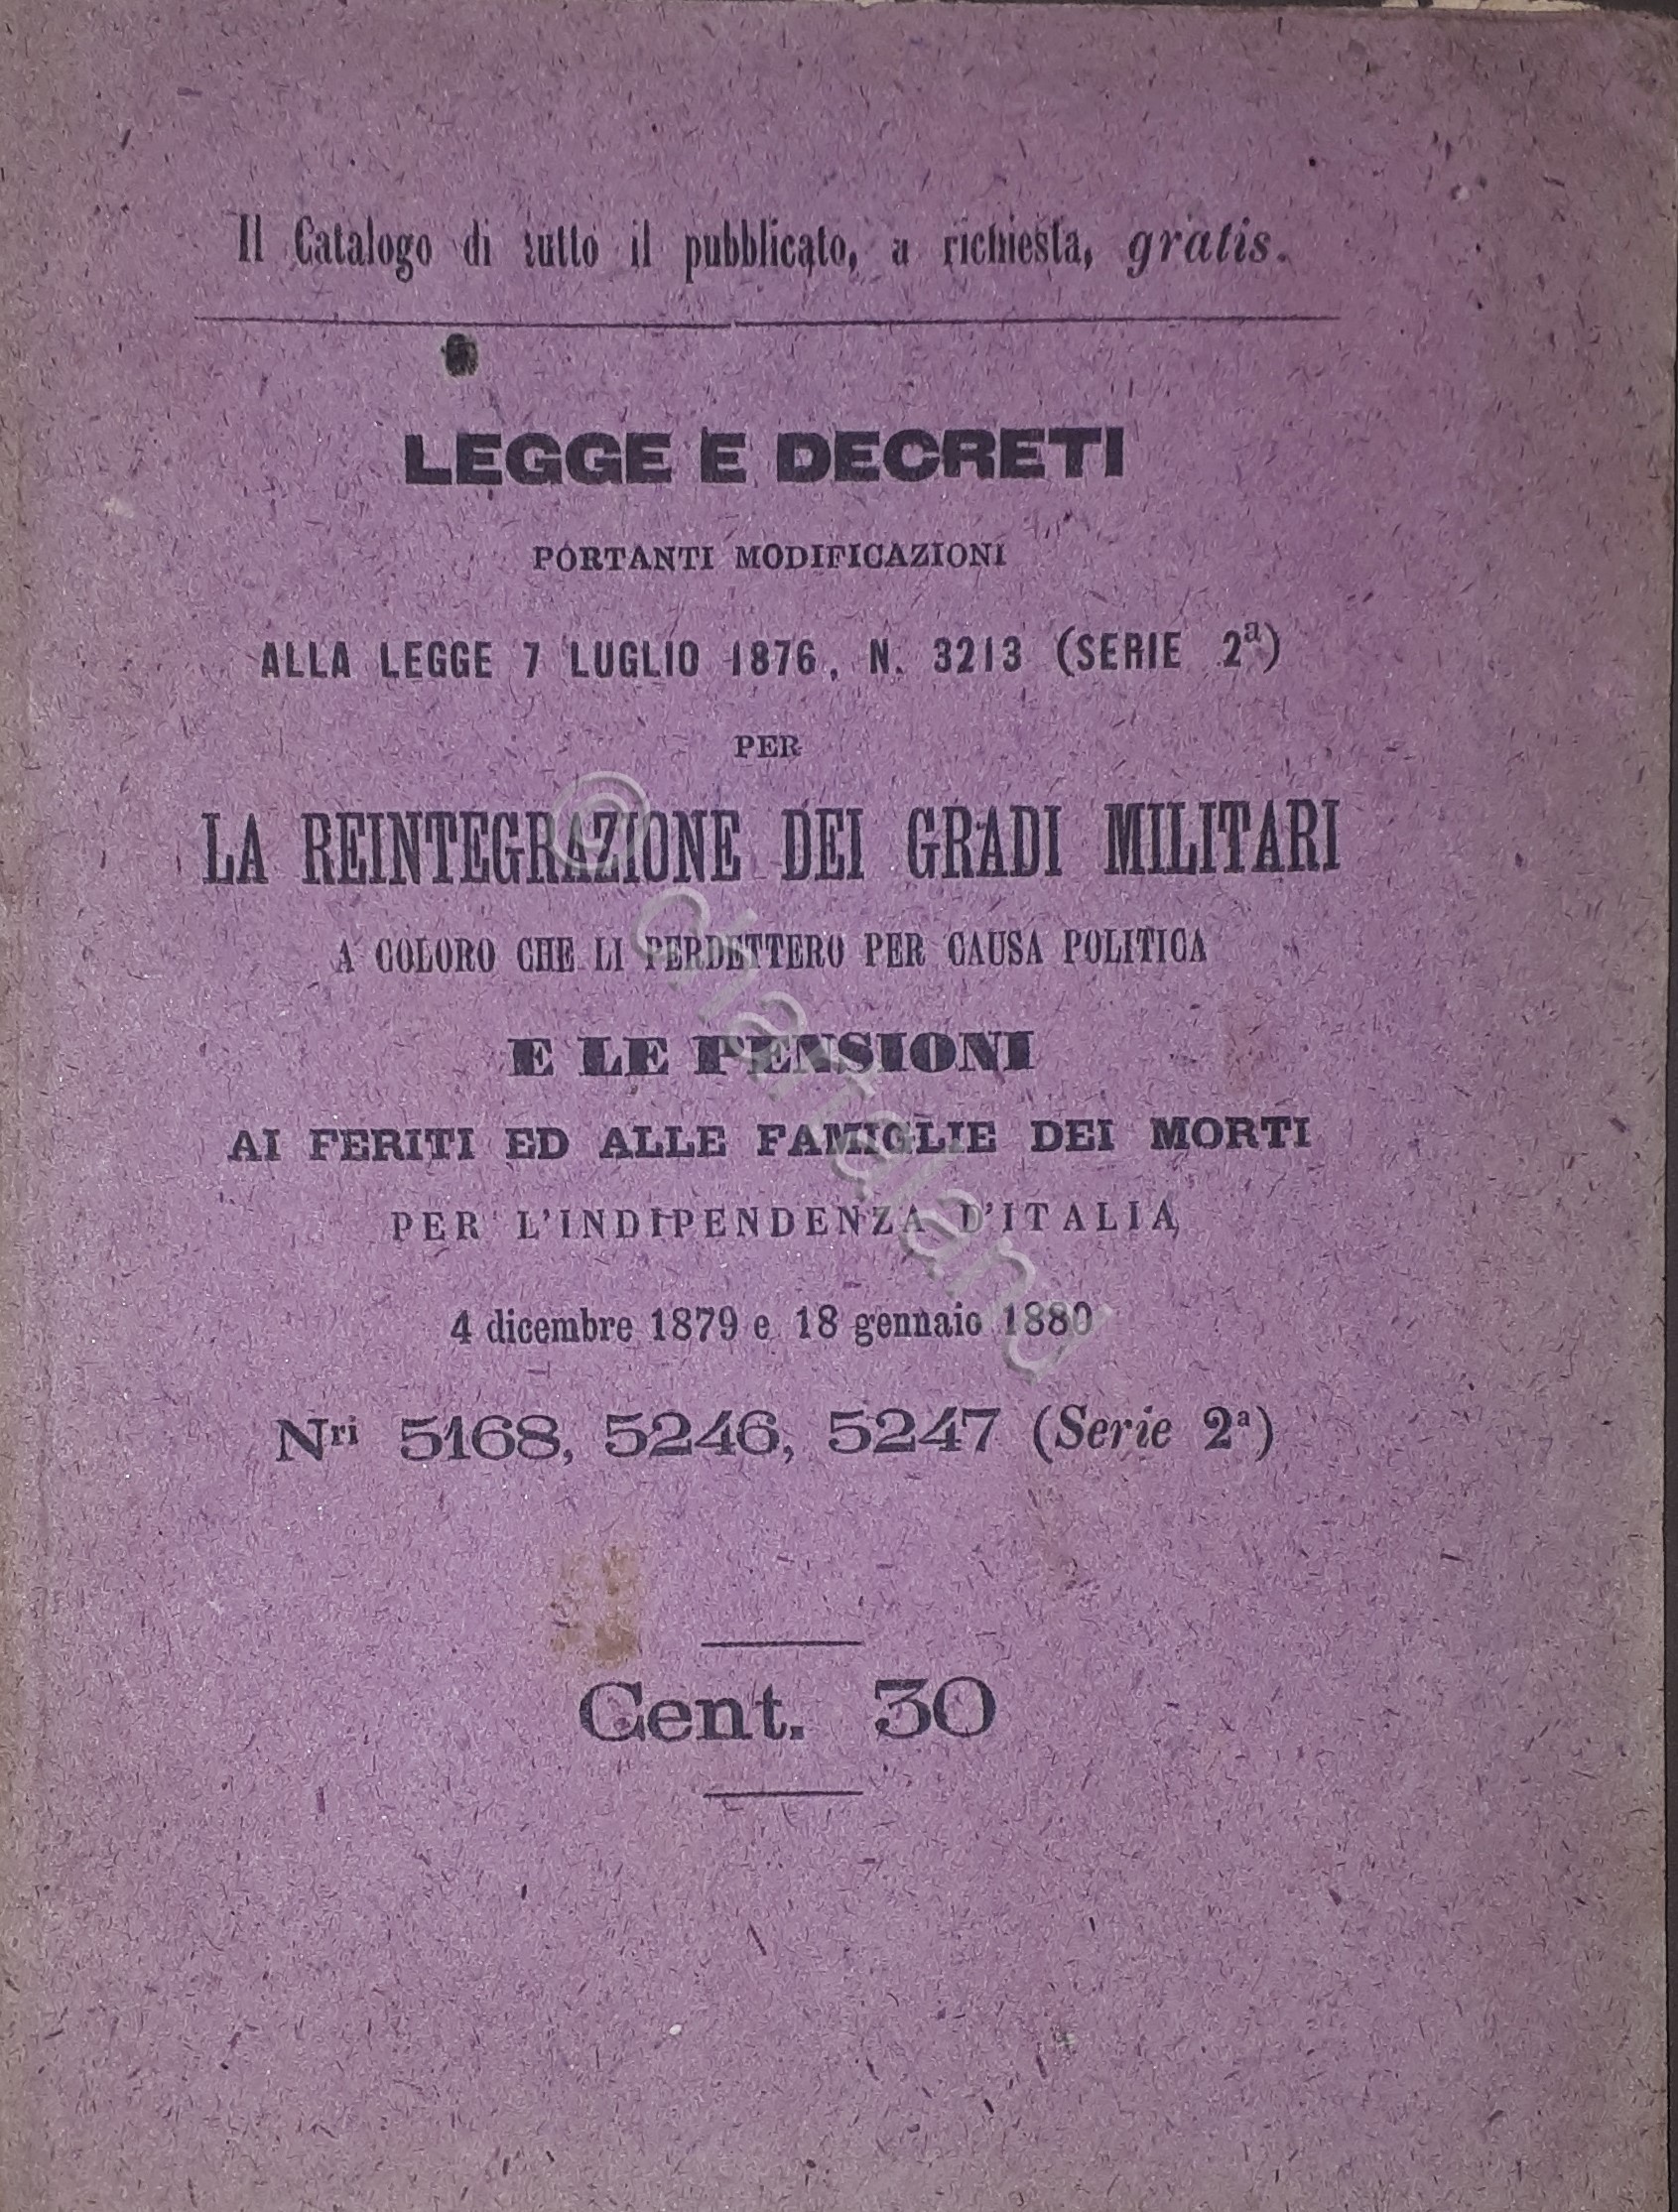 Il Catalogo di tutto il pubblicato, a richiesta, gratis.
LEGGE E DECRETI
PORTANTI MODIFICAZIONI
ALLA LEGGE 7 LUGLIO 1876, N. 3213 (SERIE 2ª)
PER
LA REINTEGRAZIONE DEI GRADI MILITARI
A COLORO CHE LI PERDETTERO PER CAUSA POLITICA
E LE PENSIONI
AI FERITI ED ALLE FAMIGLIE DEI MORTI
PER L'INDIPENDENZA D'ITALIA
4 dicembre 1879 e 18 gennaio 1880
Nri 5168, 5246, 5247 (Serie 2ª)
Cent. 30
© Chartaland